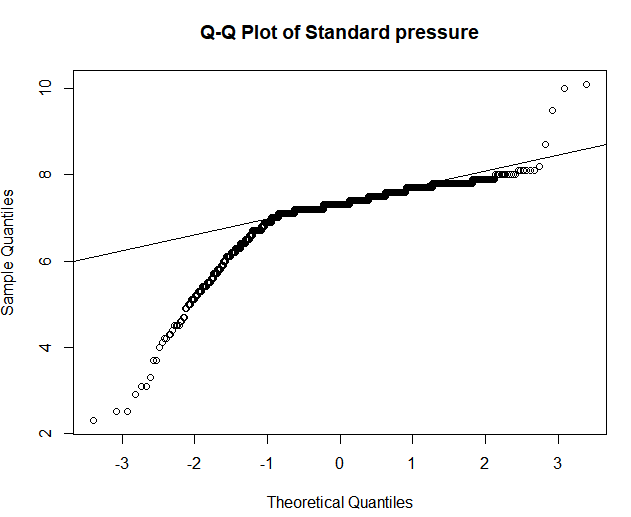 Q-Q Plot of Standard pressure
Sample Quantiles
10
8
6
4
2
-3 -2 -1 0 1 2 3
Theoretical Quantiles